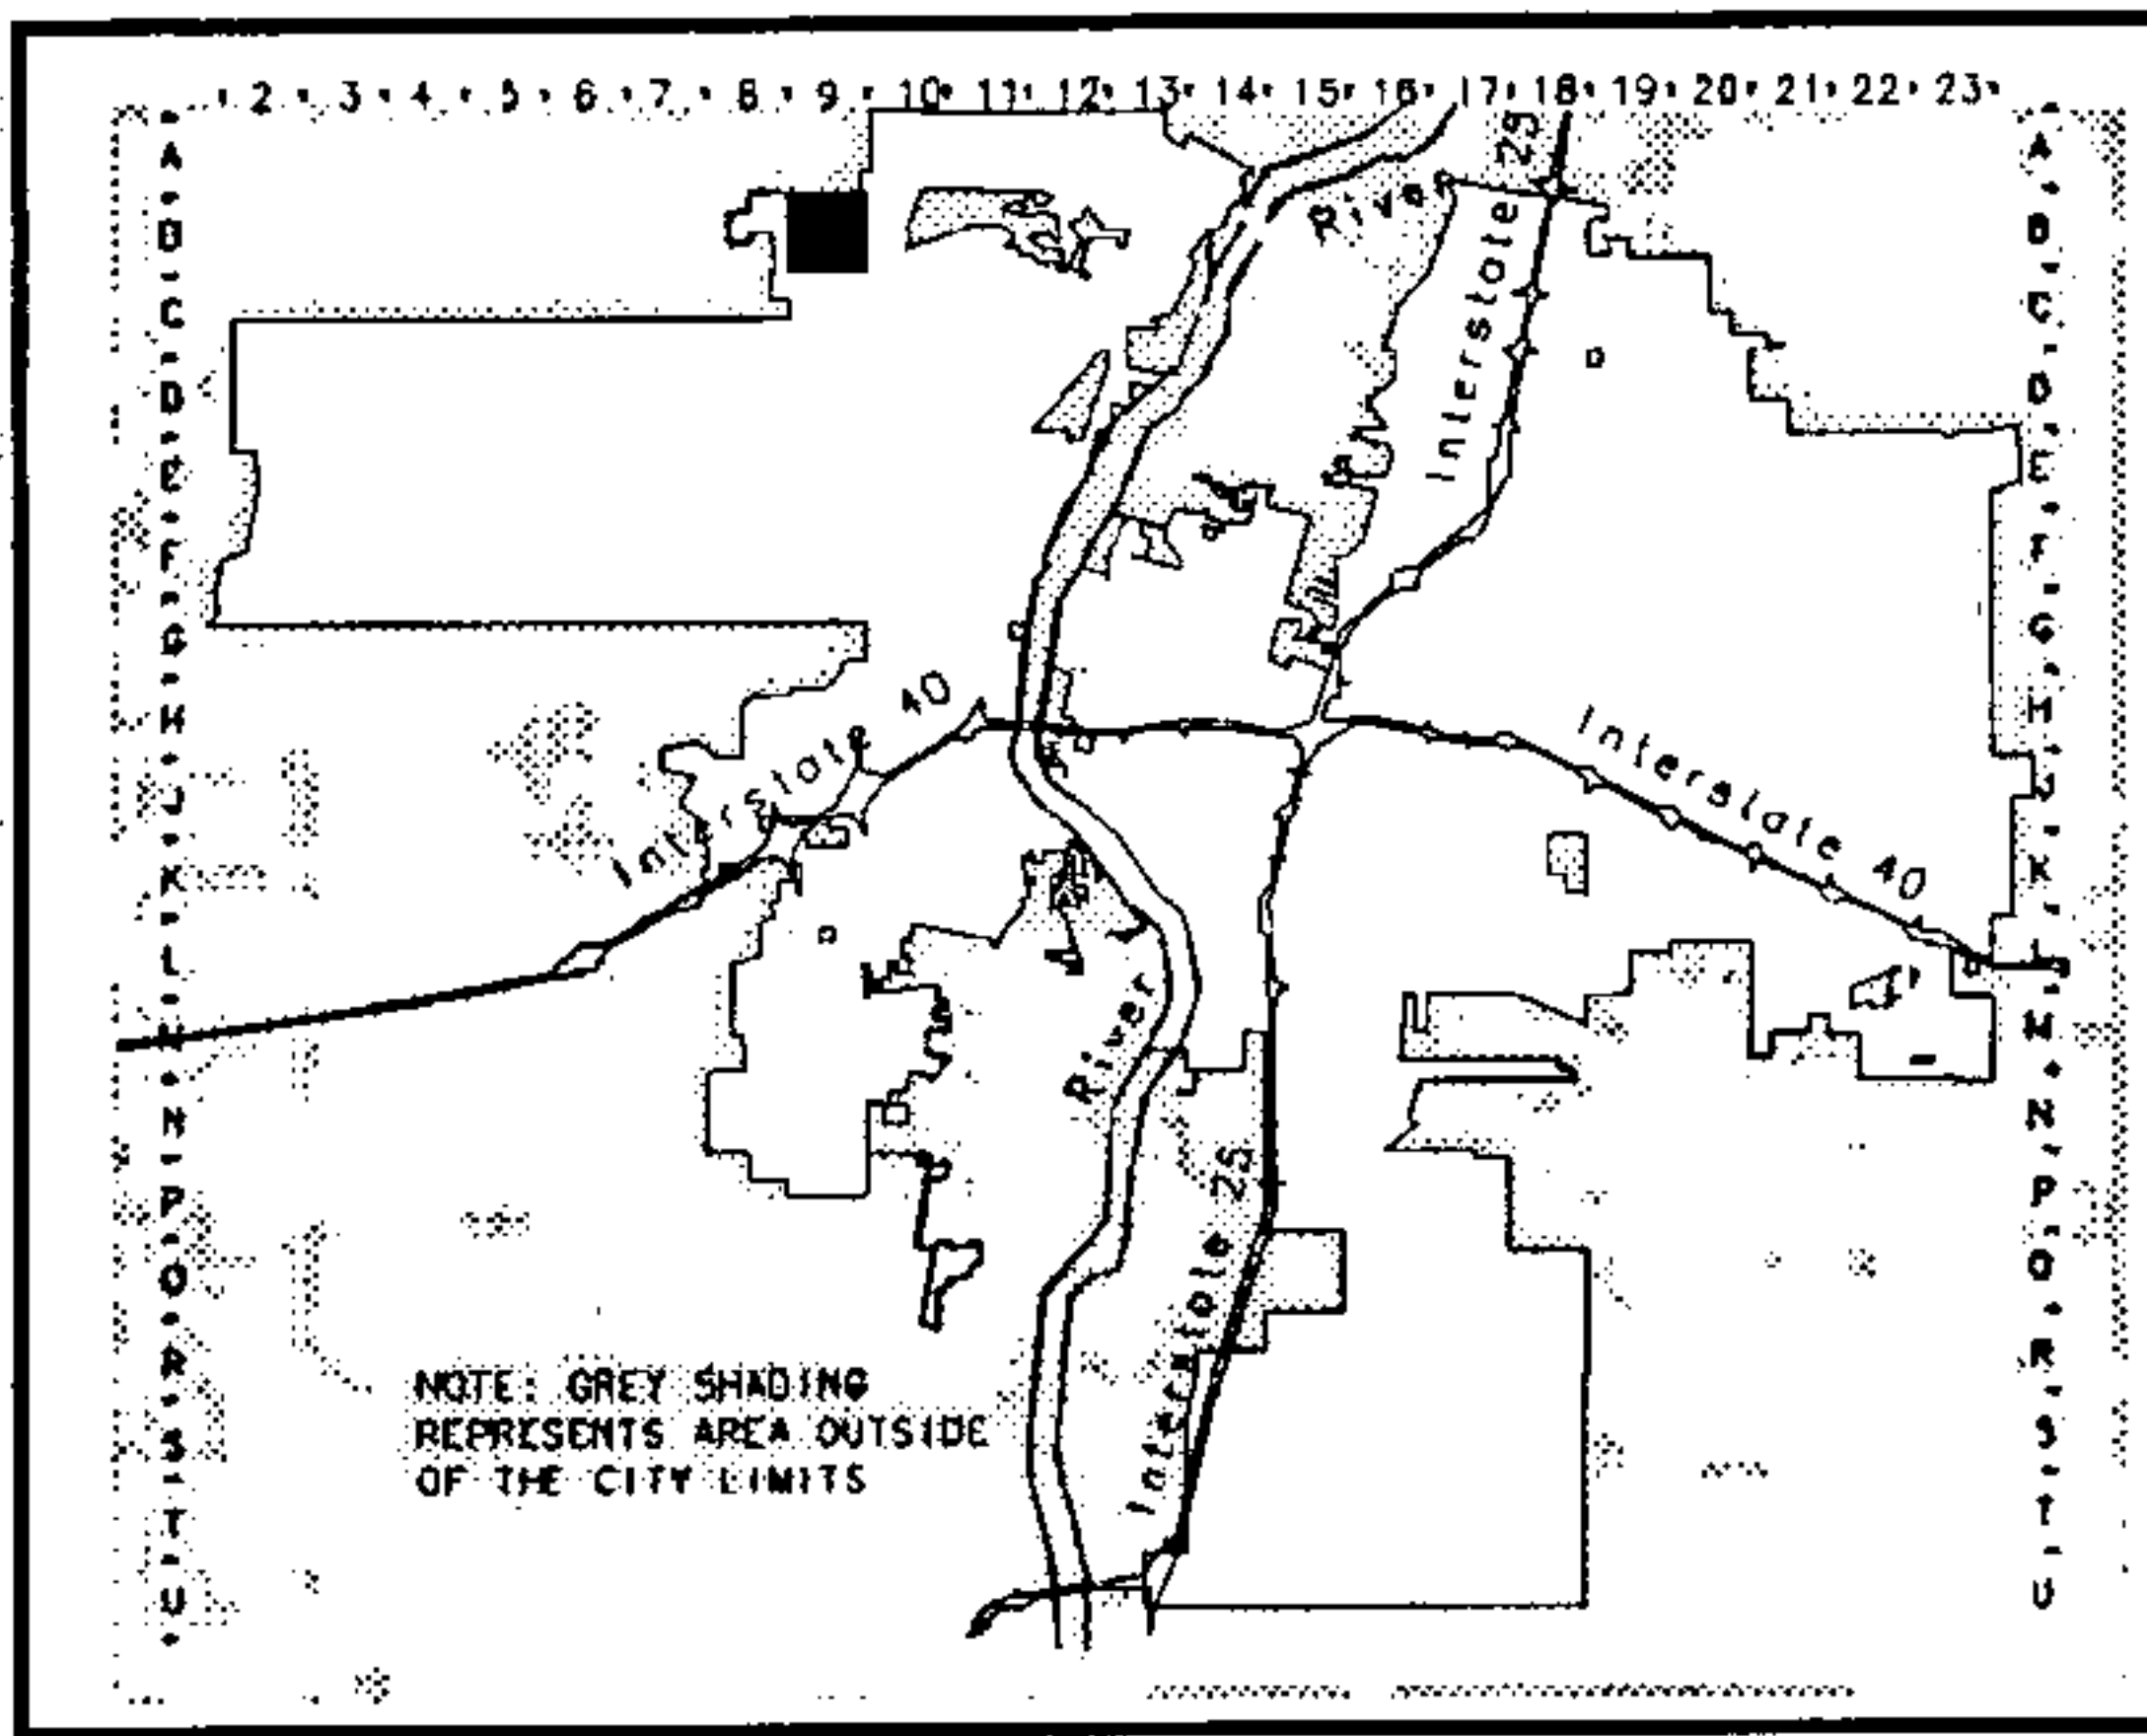 2 3 4 5 6 7 8 9 10 11 12 13 14 15 16 17 18 19 20 21 22 23
A A
B B
C C
D D
E E
F F
G G
H H
J J
K K
L L
M M
N N
P P
Q Q
R R
S S
T T
U U
River
Interstate 25
Interstate 40
Interstate 40
River
Interstate 25
NOTE: GREY SHADING
REPRESENTS AREA OUTSIDE
OF THE CITY LIMITS